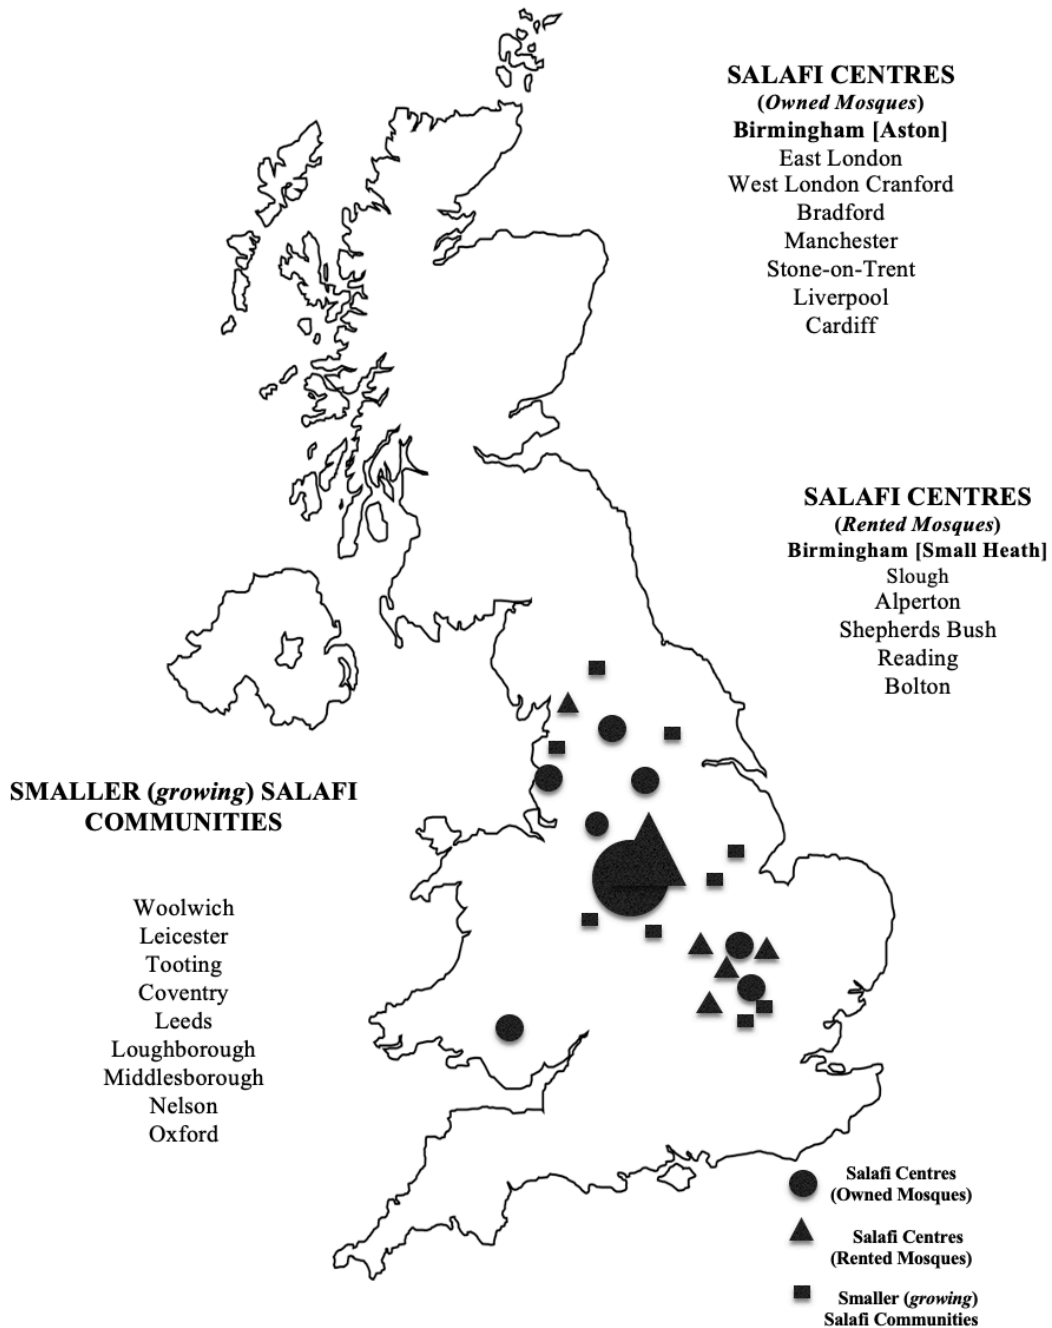 SALAFI CENTRES
(Owned Mosques)
Birmingham [Aston]
East London
West London Cranford
Bradford
Manchester
Stone-on-Trent
Liverpool
Cardiff
SALAFI CENTRES
(Rented Mosques)
Birmingham [Small Heath]
Slough
Alperton
Shepherds Bush
Reading
Bolton
SMALLER (growing) SALAFI
COMMUNITIES
Woolwich
Leicester
Tooting
Coventry
Leeds
Loughborough
Middlesborough
Nelson
Oxford
Salafi Centres
(Owned Mosques)
Salafi Centres
(Rented Mosques)
Smaller (growing)
Salafi Communities